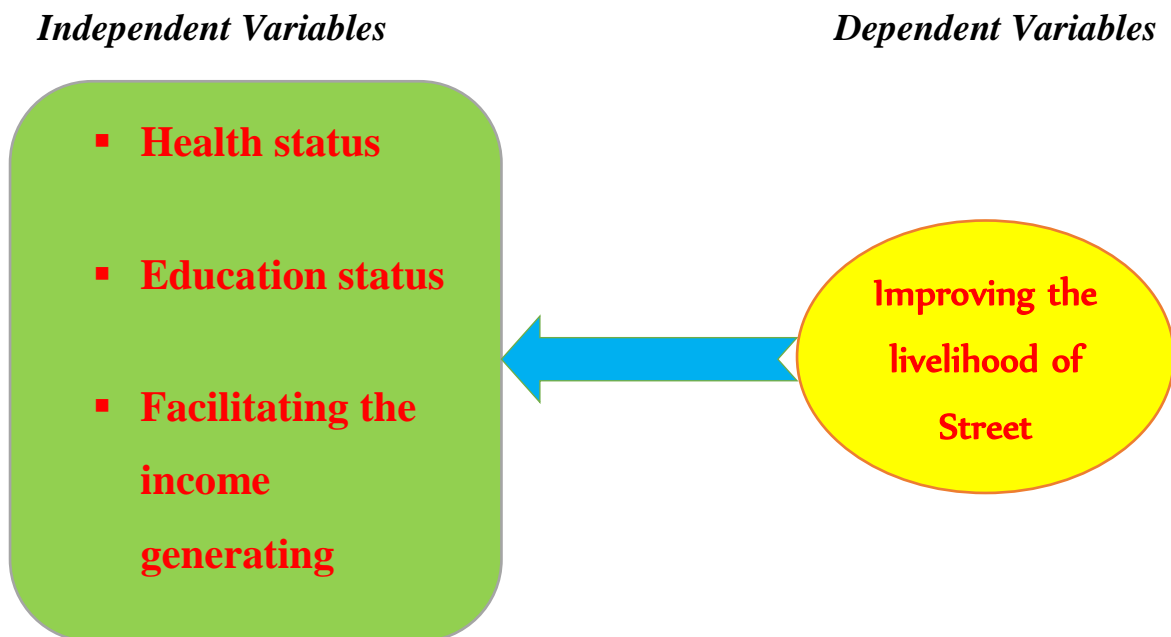 Independent Variables
Dependent Variables
▪ Health status
▪ Education status
▪ Facilitating the
income
generating
Improving the
livelihood of
Street